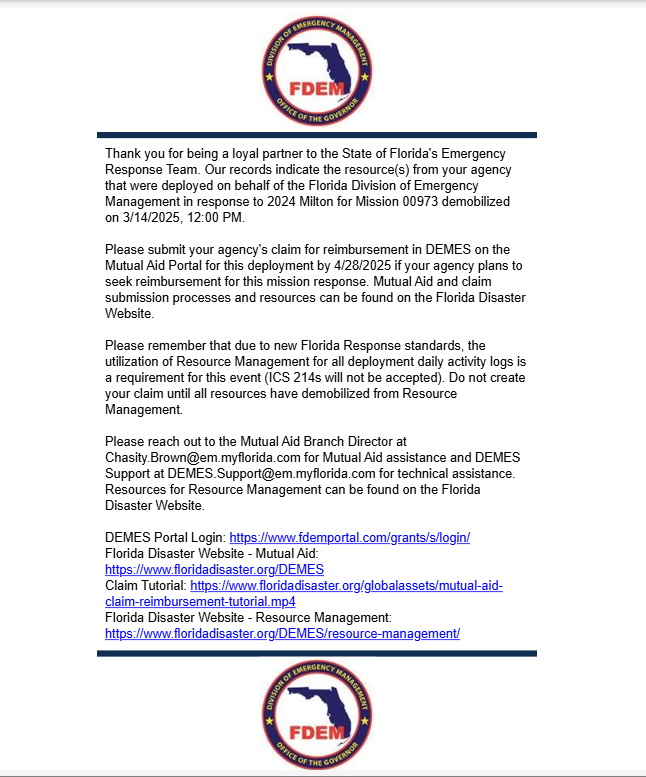 DIVISION OF EMERGENCY MANAGEMENT
FDEM
OFFICE OF THE GOVERNOR
Thank you for being a loyal partner to the State of Florida's Emergency
Response Team. Our records indicate the resource(s) from your agency
that were deployed on behalf of the Florida Division of Emergency
Management in response to 2024 Milton for Mission 00973 demobilized
on 3/14/2025, 12:00 PM.
Please submit your agency's claim for reimbursement in DEMES on the
Mutual Aid Portal for this deployment by 4/28/2025 if your agency plans to
seek reimbursement for this mission response. Mutual Aid and claim
submission processes and resources can be found on the Florida Disaster
Website.
Please remember that due to new Florida Response standards, the
utilization of Resource Management for all deployment daily activity logs is
a requirement for this event (ICS 214s will not be accepted). Do not create
your claim until all resources have demobilized from Resource
Management.
Please reach out to the Mutual Aid Branch Director at
Chasity.Brown@em.myflorida.com for Mutual Aid assistance and DEMES
Support at DEMES.Support@em.myflorida.com for technical assistance.
Resources for Resource Management can be found on the Florida
Disaster Website.
DEMES Portal Login: https://www.fdemportal.com/grants/s/login/
Florida Disaster Website - Mutual Aid:
https://www.floridadisaster.org/DEMES
Claim Tutorial: https://www.floridadisaster.org/globalassets/mutual-aid-
claim-reimbursement-tutorial.mp4
Florida Disaster Website - Resource Management:
https://www.floridadisaster.org/DEMES/resource-management/
DIVISION OF EMERGENCY MANAGEMENT
FDEM
OFFICE OF THE GOVERNOR